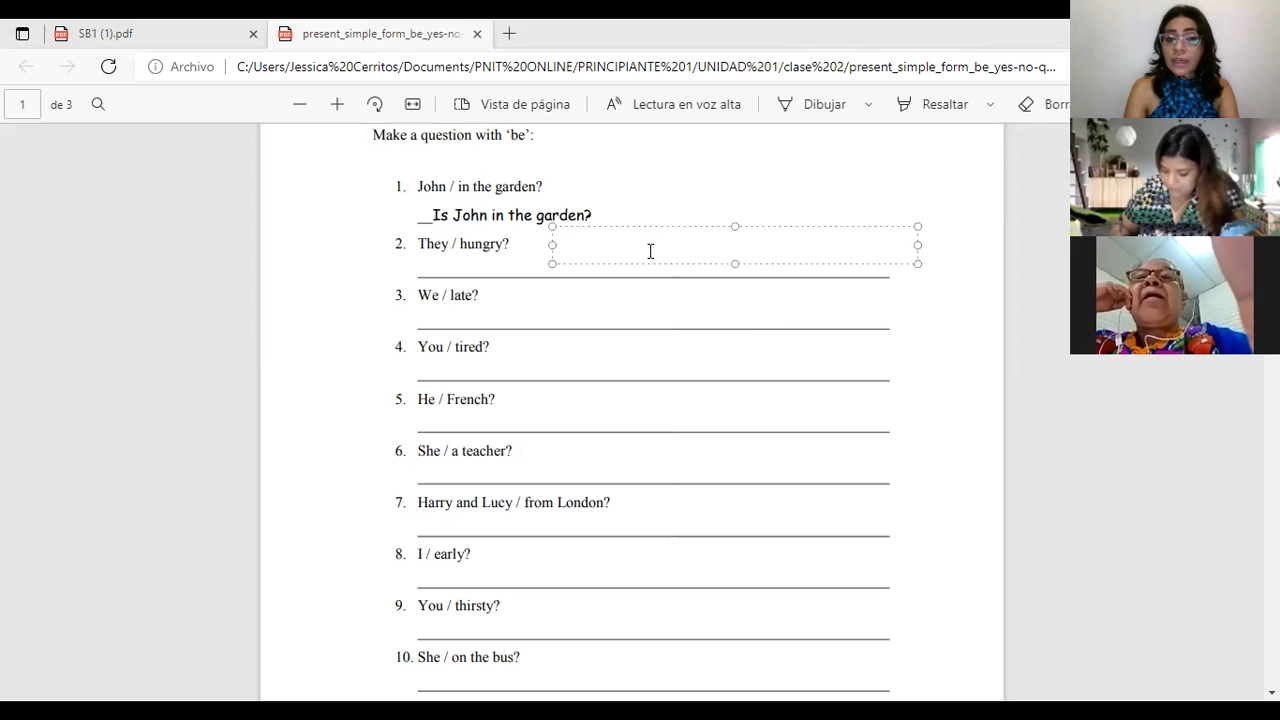 SB1 (1).pdf
present_simple_form_be_yes-no-
Archivo
C:/Users/Jessica%20Cerritos/Documents/PNIT%20ONLINE/PRINCIPIANTE%201/UNIDAD%201/clase%202/present_simple_form_be_yes-no-q...
1 de 3
Vista de página
Lectura en voz alta
Dibujar
Resaltar
Borra
Make a question with ‘be’:
1. John / in the garden?
__Is John in the garden?
2. They / hungry?
3. We / late?
4. You / tired?
5. He / French?
6. She / a teacher?
7. Harry and Lucy / from London?
8. I / early?
9. You / thirsty?
10. She / on the bus?